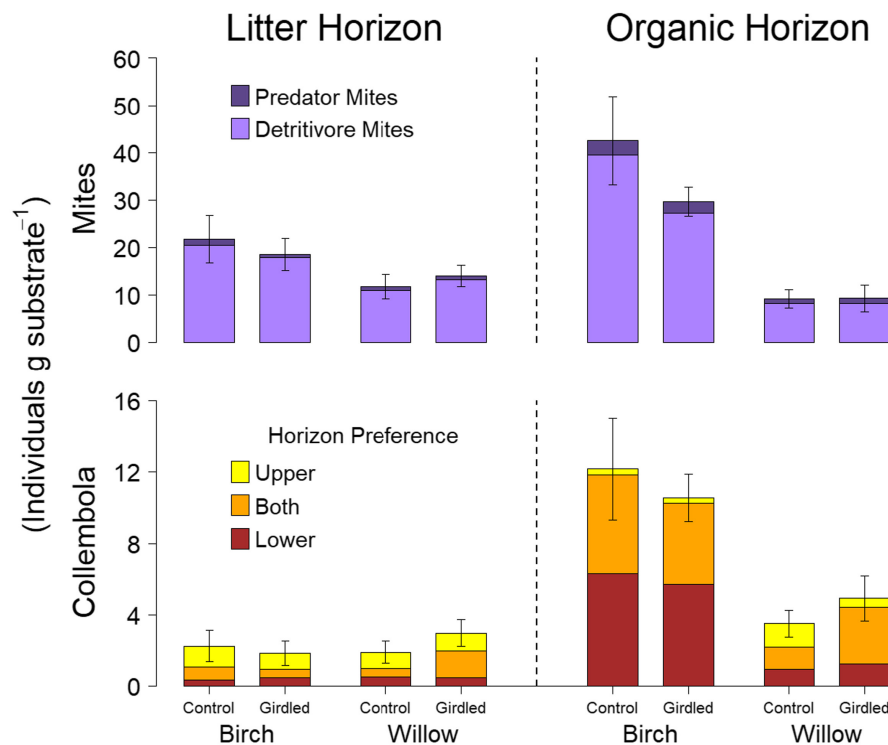 Litter Horizon
Organic Horizon
(Individuals g substrate⁻¹)
Mites
60
50
40
30
20
10
0
Predator Mites
Detritivore Mites
Collembola
16
12
8
4
0
Horizon Preference
Upper
Both
Lower
Control Girdled Control Girdled Control Girdled Control Girdled
Birch Willow Birch Willow